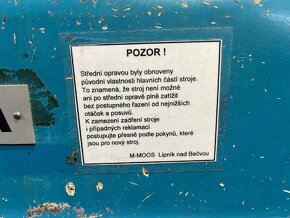 POZOR !
Střední opravou byly obnoveny
původní vlastnosti hlavních částí stroje.
To znamená, že stroj není možné
ani po střední opravě plně zatížit
bez postupného řazení od nejnižších
otáček a posuvů.
K zamezení zadření stroje
i případných reklamací
postupujte přesně podle pokynů, které
jsou pro nový stroj.
M-MOOS Lipník nad Bečvou
A